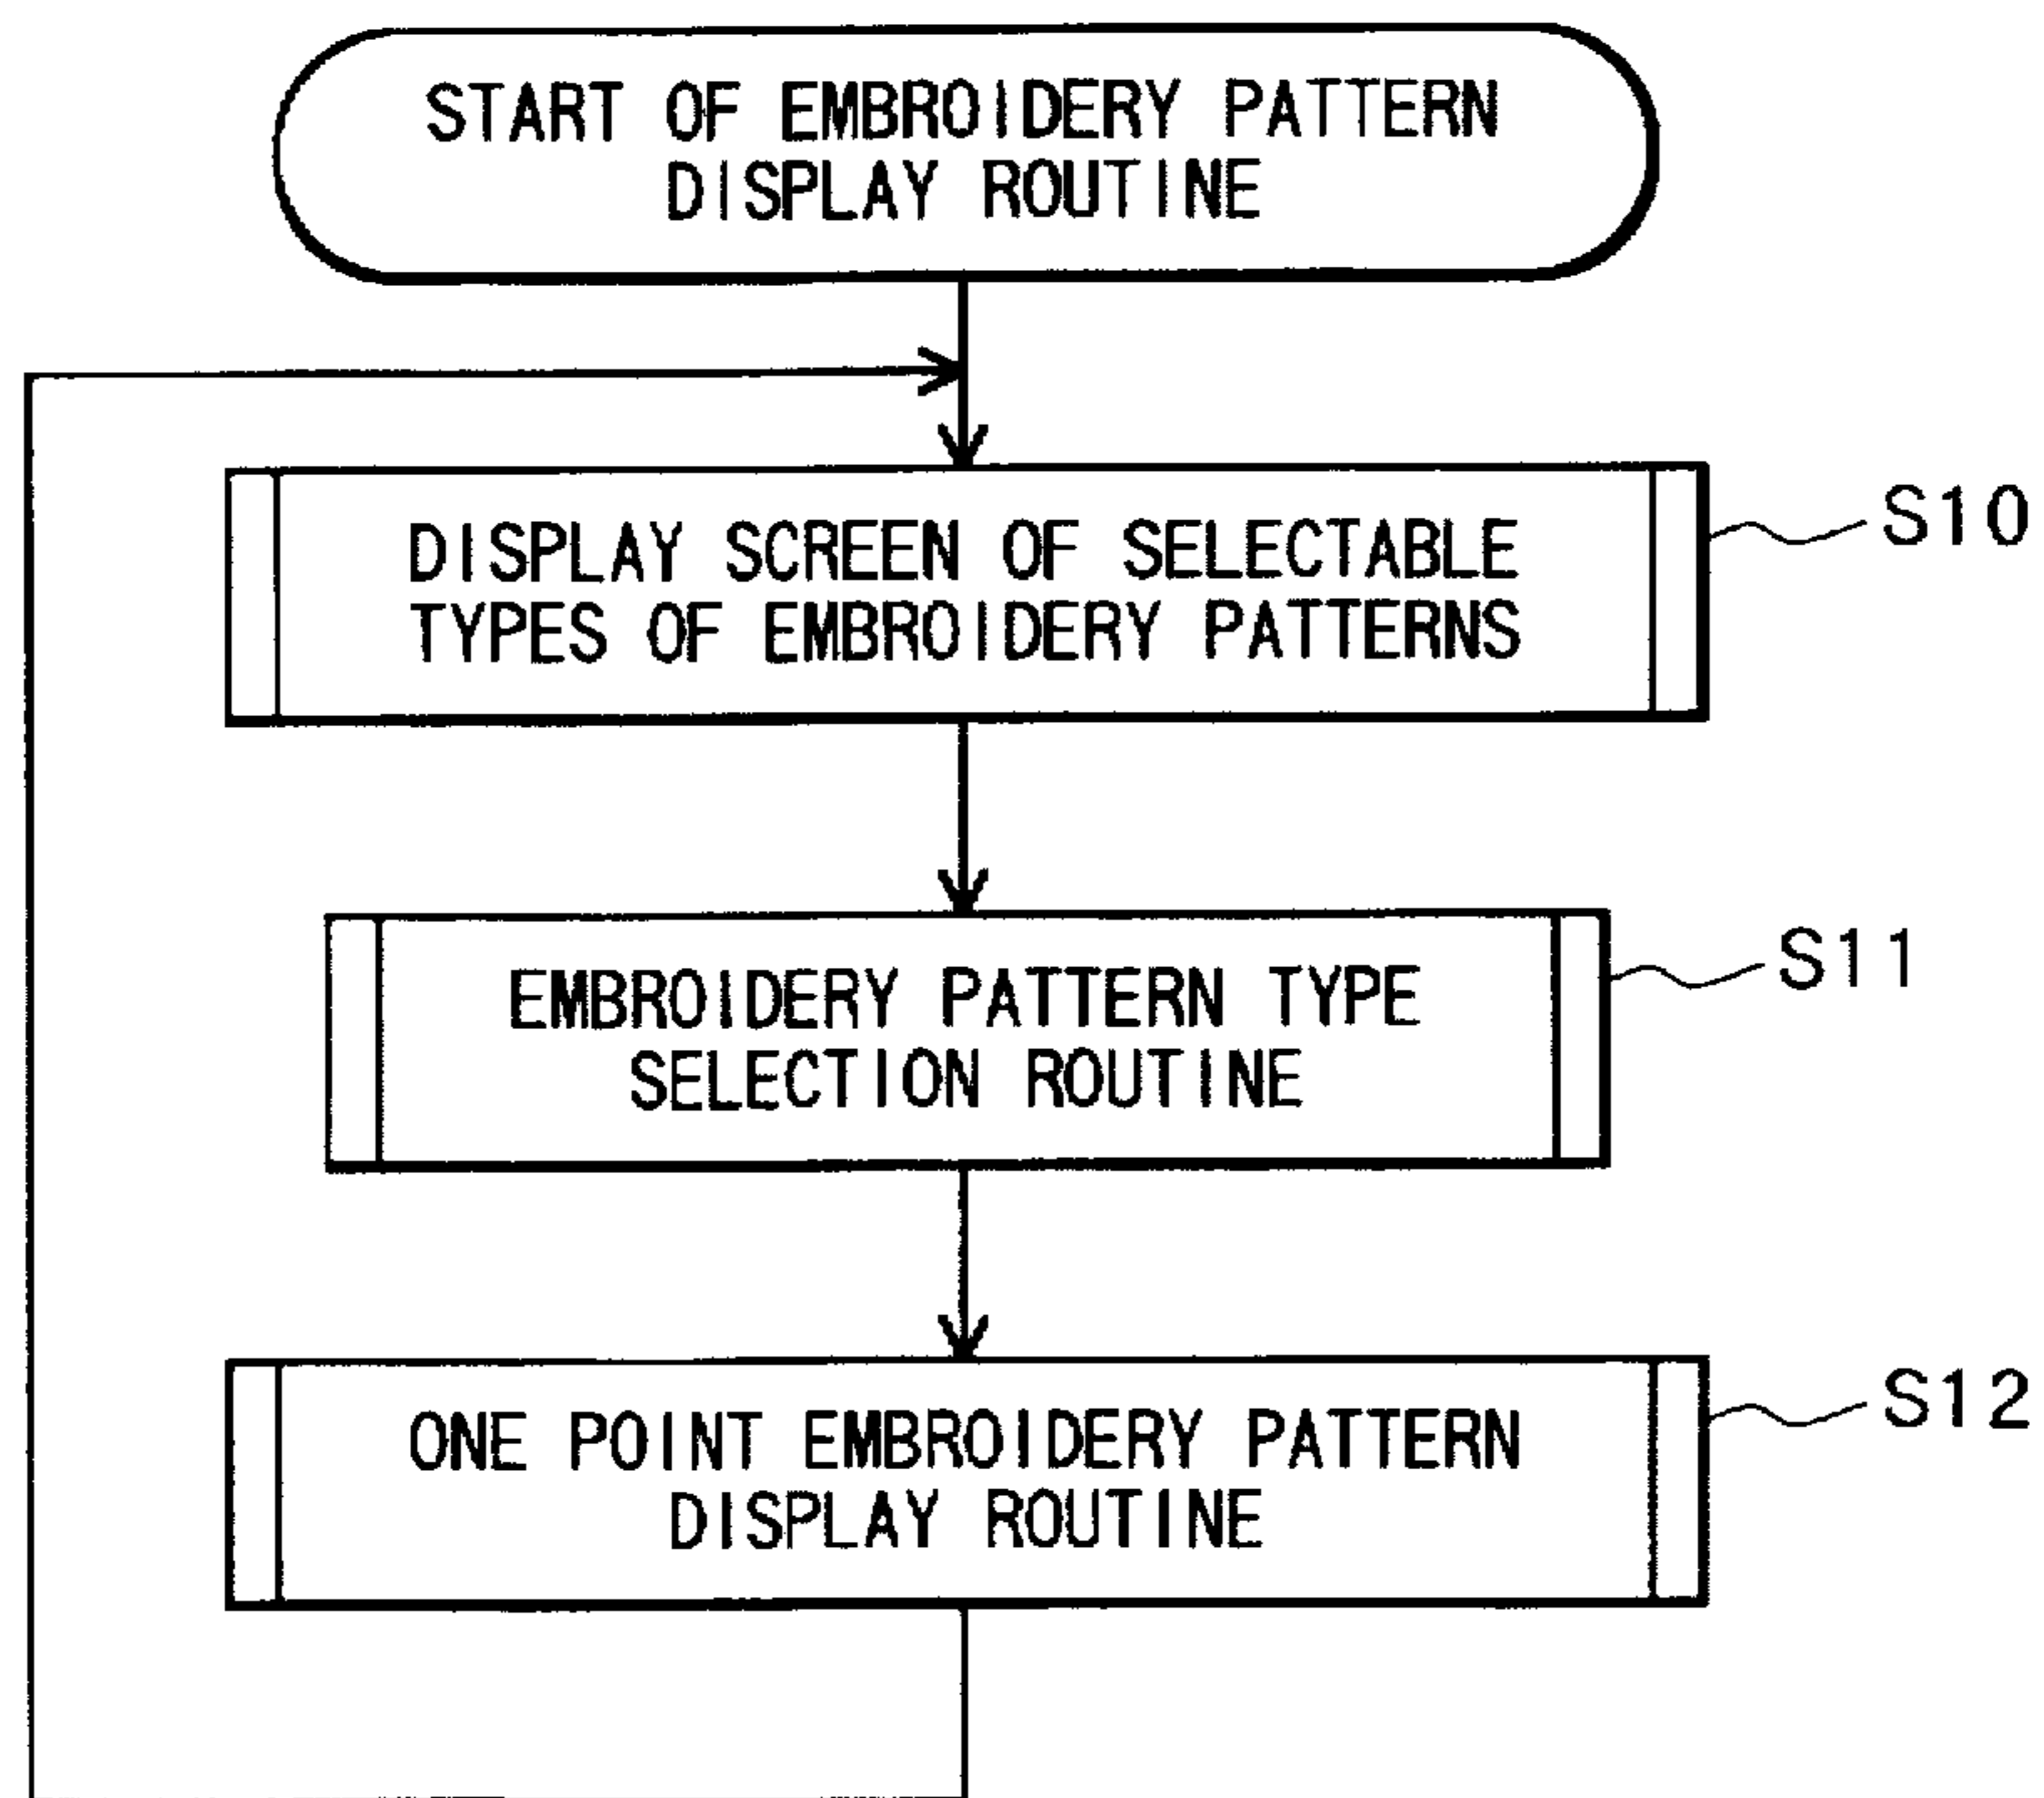 START OF EMBROIDERY PATTERN
DISPLAY ROUTINE
DISPLAY SCREEN OF SELECTABLE
TYPES OF EMBROIDERY PATTERNS
S10
EMBROIDERY PATTERN TYPE
SELECTION ROUTINE
S11
ONE POINT EMBROIDERY PATTERN
DISPLAY ROUTINE
S12